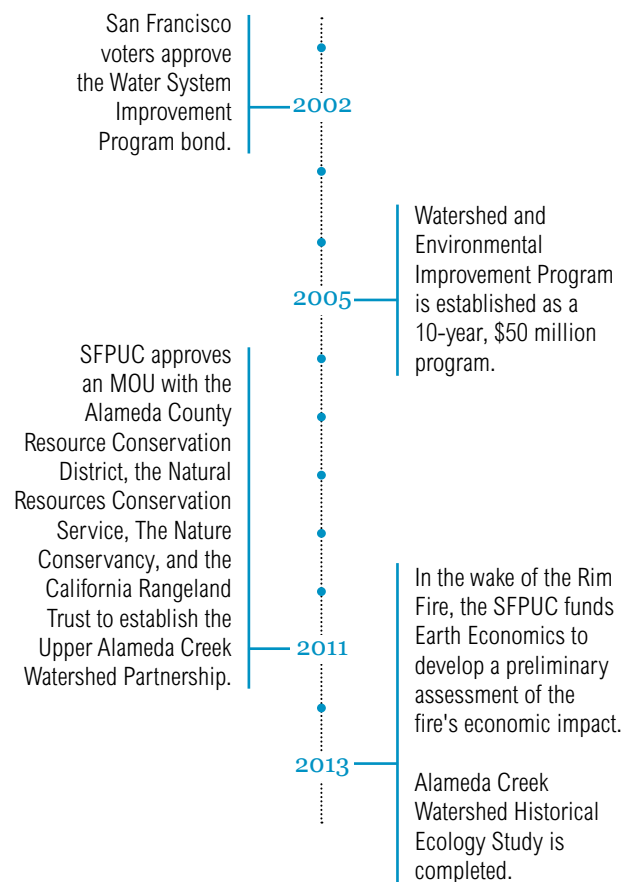 San Francisco
voters approve
the Water System
Improvement
Program bond.
2002
Watershed and
Environmental
Improvement Program
is established as a
10-year, $50 million
program.
2005
SFPUC approves
an MOU with the
Alameda County
Resource Conservation
District, the Natural
Resources Conservation
Service, The Nature
Conservancy, and the
California Rangeland
Trust to establish the
Upper Alameda Creek
Watershed Partnership.
2011
In the wake of the Rim
Fire, the SFPUC funds
Earth Economics to
develop a preliminary
assessment of the
fire's economic impact.
2013
Alameda Creek
Watershed Historical
Ecology Study is
completed.